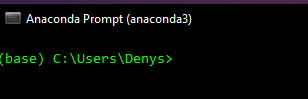 Anaconda Prompt (anaconda3)
(base) C:\Users\Denys>